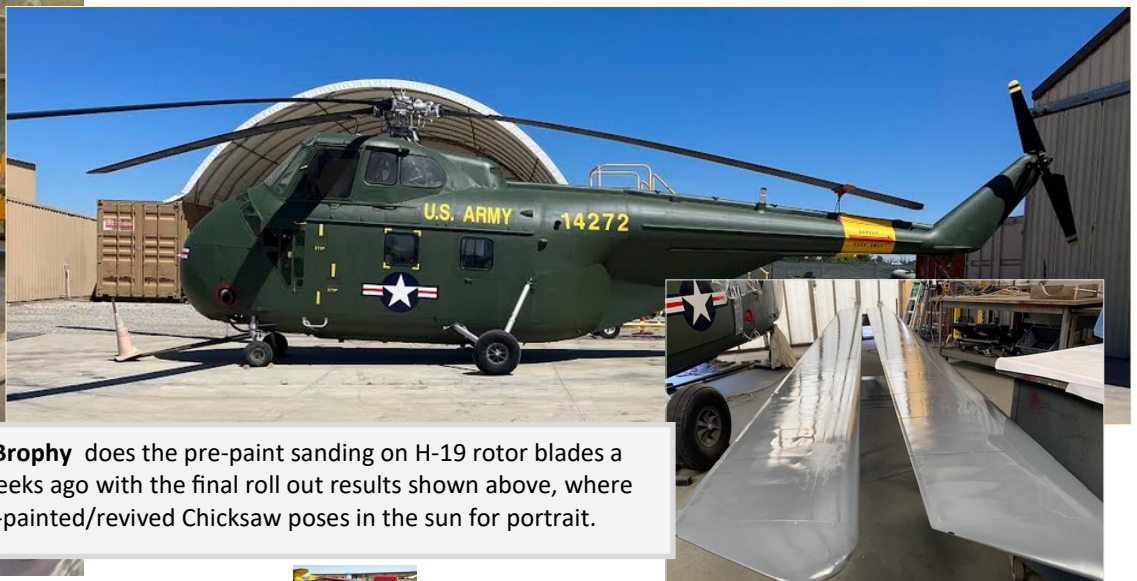 U.S. ARMY 14272
Brophy does the pre-paint sanding on H-19 rotor blades a
eeks ago with the final roll out results shown above, where
-painted/revived Chicksaw poses in the sun for portrait.